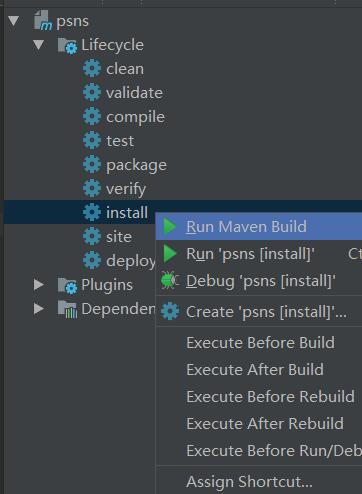 psns
Lifecycle
clean
validate
compile
test
package
verify
install
site
deploy
Plugins
Dependen
Run Maven Build
Run 'psns [install]' Ct
Debug 'psns [install]'
Create 'psns [install]'...
Execute Before Build
Execute After Build
Execute Before Rebuild
Execute After Rebuild
Execute Before Run/Deb
Assign Shortcut...